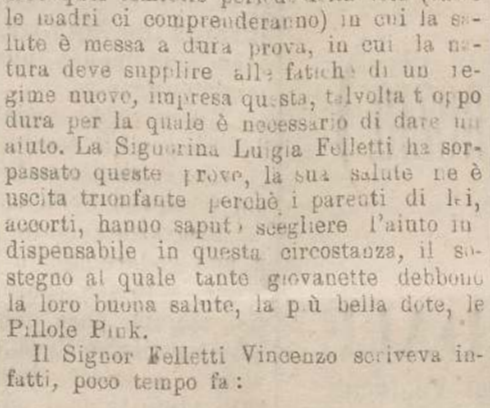 le madri ci comprenderanno) in cui la sa-
lute è messa a dura prova, in cui la na-
tura deve supplire alle fatiche di un re-
gime nuovo, impresa questa, talvolta troppo
dura per la quale è necessario di dare un
aiuto. La Signorina Luigia Felletti ha sor-
passato queste prove, la sua salute ne è
uscita trionfante perchè i parenti di lei,
accorti, hanno saputo scegliere l'aiuto in
dispensabile in questa circostanza, il so-
stegno al quale tante giovanette debbono
la loro buona salute, la più bella dote, le
Pillole Pink.
Il Signor Felletti Vincenzo scriveva in-
fatti, poco tempo fa: